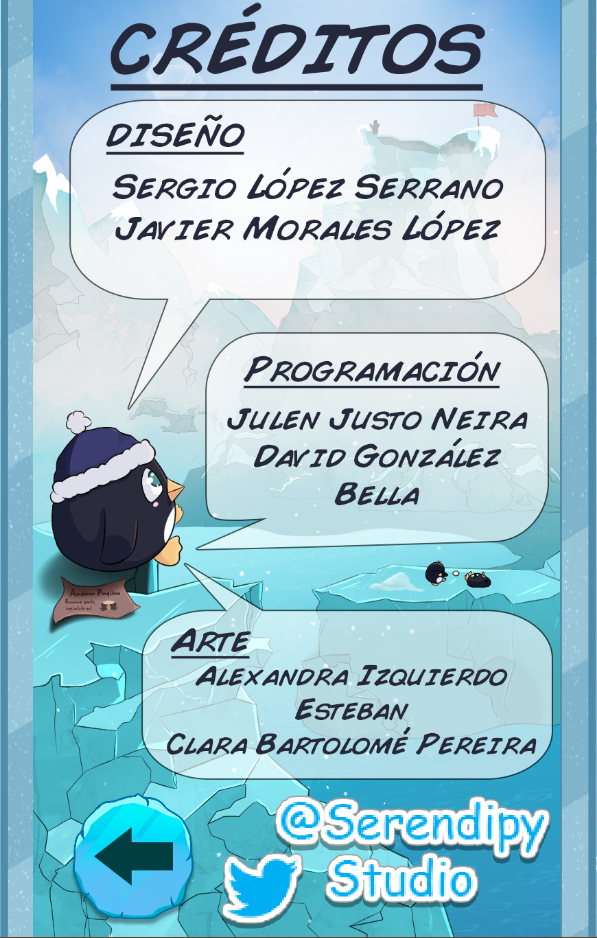 CRÉDITOS
DISEÑO
SERGIO LÓPEZ SERRANO
JAVIER MORALES LÓPEZ
PROGRAMACIÓN
JULEN JUSTO NEIRA
DAVID GONZÁLEZ
BELLA
ARTE
ALEXANDRA IZQUIERDO
ESTEBAN
CLARA BARTOLOMÉ PEREIRA
@Serendipy
Studio